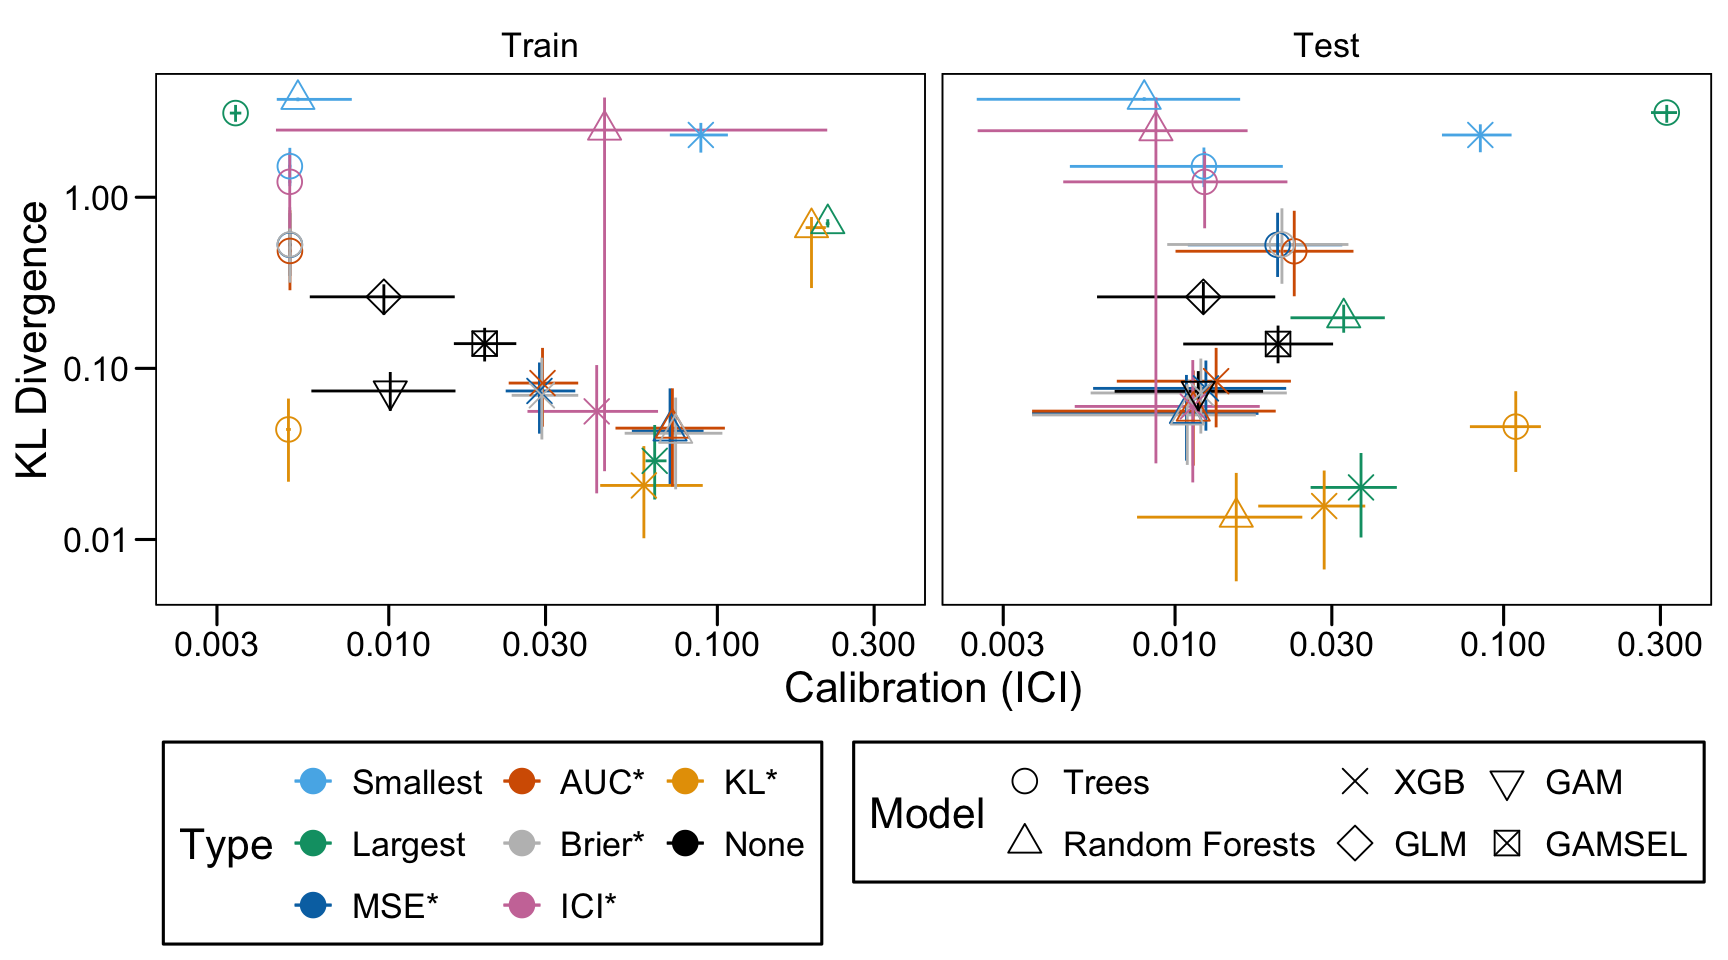 Train Test
KL Divergence
1.00
0.10
0.01
0.003 0.010 0.030 0.100 0.300 0.003 0.010 0.030 0.100 0.300
Calibration (ICI)
Type
Smallest AUC* KL*
Largest Brier* None
MSE* ICI*
Model
Trees XGB GAM
Random Forests GLM GAMSEL